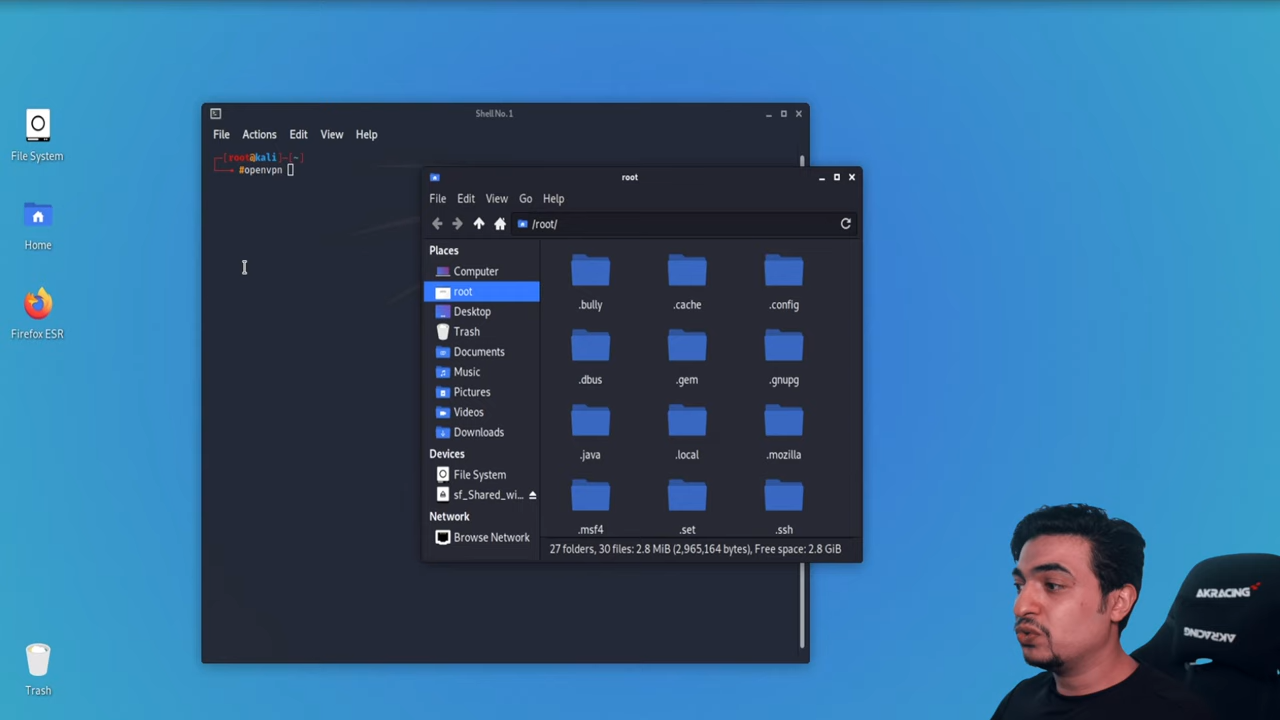 File System
Home
Firefox ESR
Trash
Shell No. 1
File Actions Edit View Help
[root@kali]-[~]
#openvpn
root
File Edit View Go Help
/root/
Places
Computer
root
Desktop
Trash
Documents
Music
Pictures
Videos
Downloads
Devices
File System
sf_Shared_wi...
Network
Browse Network
.bully .cache .config
.dbus .gem .gnupg
.java .local .mozilla
.msf4 .set .ssh
27 folders, 30 files: 2.8 MiB (2,965,164 bytes), Free space: 2.8 GiB
AKRACING
AKRACING